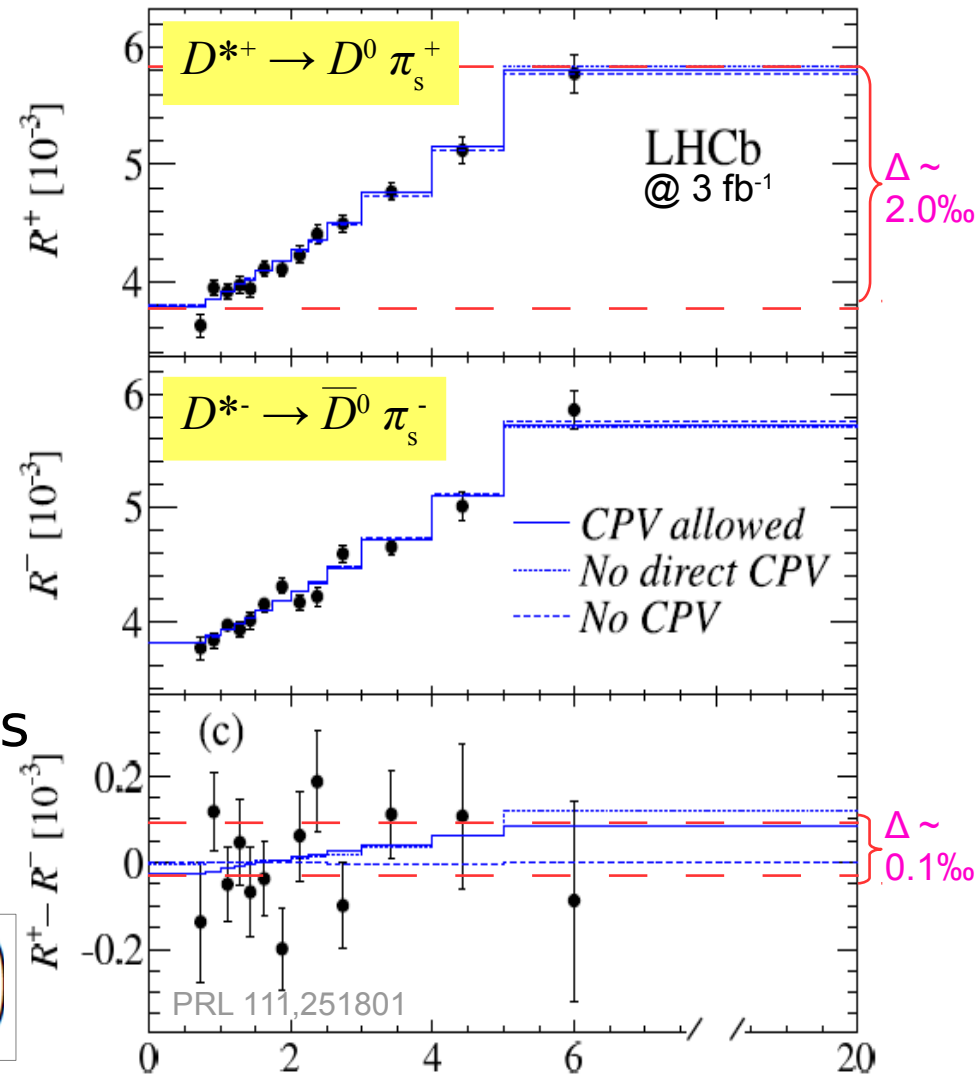 6
D*⁺ → D⁰ πₛ⁺
R⁺ [10⁻³]
5
LHCb
@ 3 fb⁻¹
Δ ~
2.0‰
4
6
D*⁻ → D̅⁰ πₛ⁻
R⁻ [10⁻³]
5
CPV allowed
No direct CPV
No CPV
4
s
(c)
R⁺− R⁻ [10⁻³]
0.2
0
-0.2
Δ ~
0.1‰
PRL 111,251801
0 2 4 6 20